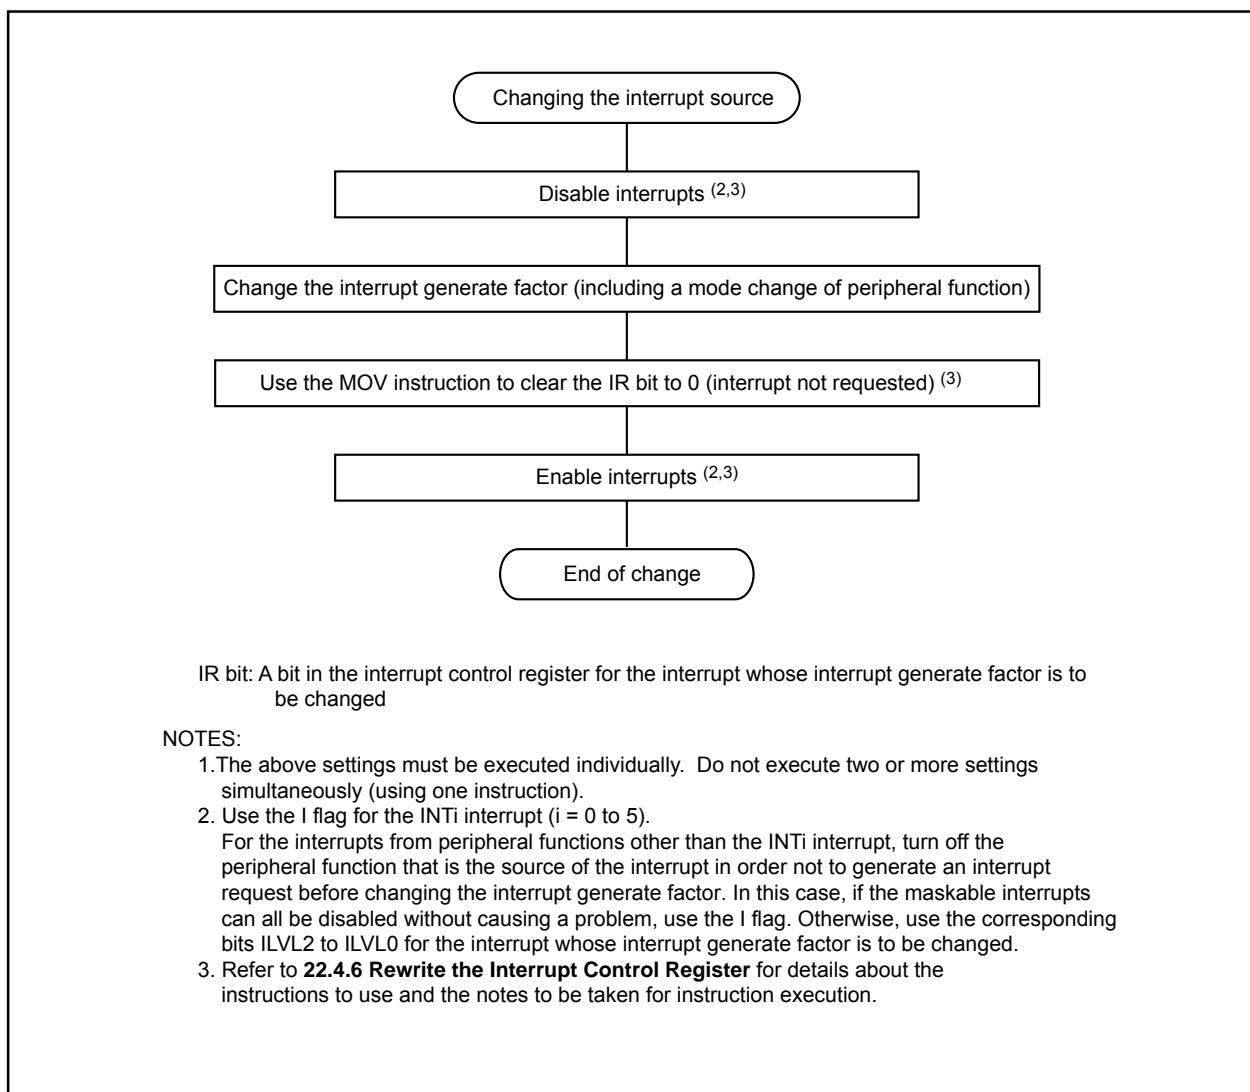 Changing the interrupt source
Disable interrupts (2,3)
Change the interrupt generate factor (including a mode change of peripheral function)
Use the MOV instruction to clear the IR bit to 0 (interrupt not requested) (3)
Enable interrupts (2,3)
End of change
IR bit: A bit in the interrupt control register for the interrupt whose interrupt generate factor is to
be changed
NOTES:
1.The above settings must be executed individually.  Do not execute two or more settings
simultaneously (using one instruction).
2. Use the I flag for the INTi interrupt (i = 0 to 5).
For the interrupts from peripheral functions other than the INTi interrupt, turn off the
peripheral function that is the source of the interrupt in order not to generate an interrupt
request before changing the interrupt generate factor. In this case, if the maskable interrupts
can all be disabled without causing a problem, use the I flag. Otherwise, use the corresponding
bits ILVL2 to ILVL0 for the interrupt whose interrupt generate factor is to be changed.
3. Refer to 22.4.6 Rewrite the Interrupt Control Register for details about the
instructions to use and the notes to be taken for instruction execution.